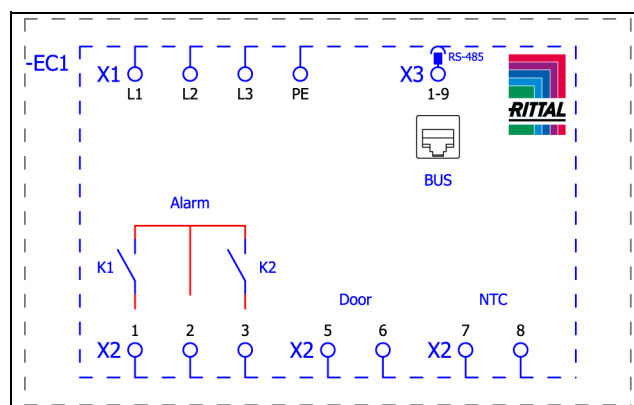 -EC1
X1 L1 L2 L3 PE
X3 1-9
RS-485
RITTAL
BUS
Alarm
K1 K2
Door NTC
X2 1 2 3 X2 5 6 X2 7 8